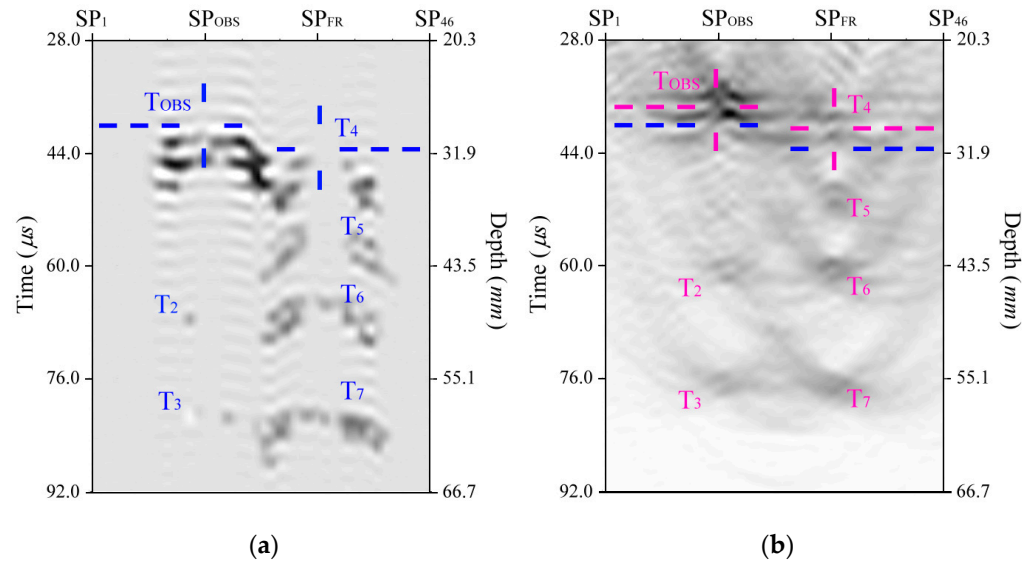 SP1 SPOBS SPFR SP46
28.0 20.3
TOBS
T4
44.0 31.9
T5
Time (μs) Depth (mm)
60.0 43.5
T6
T2
76.0 55.1
T3 T7
92.0 66.7
(a)
SP1 SPOBS SPFR SP46
28.0 20.3
TOBS
T4
44.0 31.9
T5
Time (μs) Depth (mm)
60.0 43.5
T2 T6
76.0 55.1
T3 T7
92.0 66.7
(b)